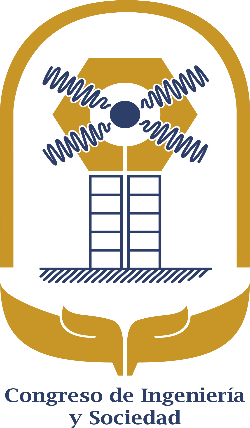 Congreso de Ingeniería
y Sociedad